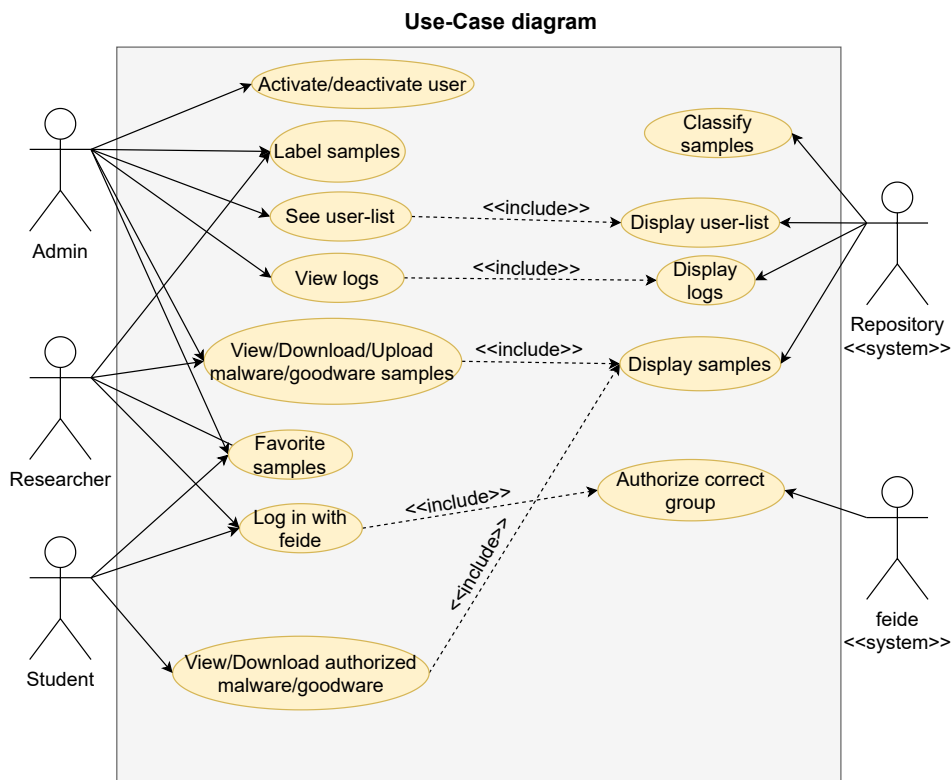 Use-Case diagram
Activate/deactivate user
Label samples
Classify
samples
Admin
See user-list
<<include>>
Display user-list
View logs
<<include>>
Display
logs
Repository
<<system>>
View/Download/Upload
malware/goodware samples
<<include>>
Display samples
Researcher
Favorite
samples
Log in with
feide
<<include>>
Authorize correct
group
<<include>>
feide
<<system>>
Student
View/Download authorized
malware/goodware